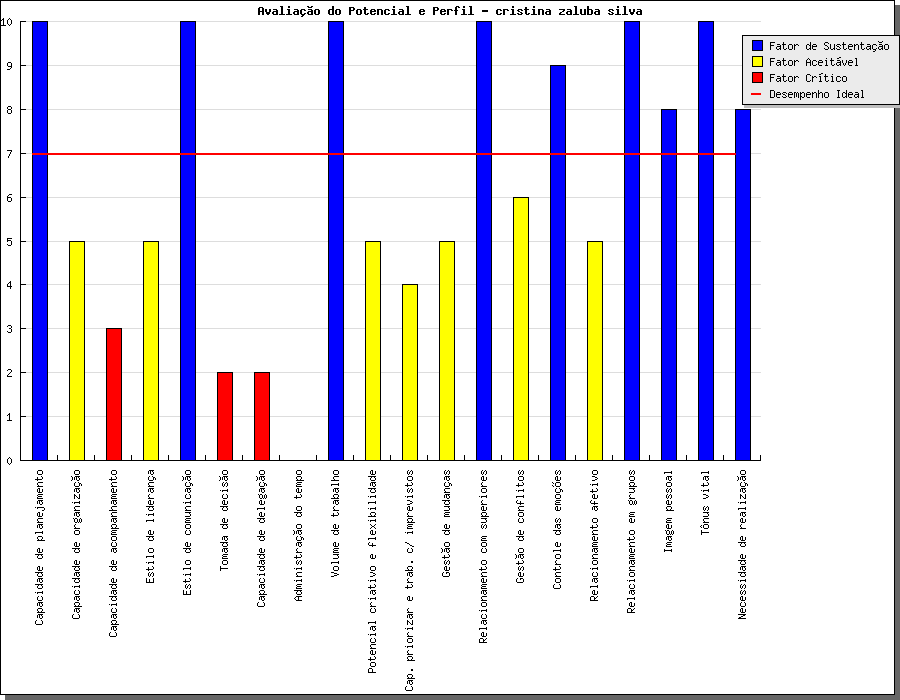 Avaliação do Potencial e Perfil - cristina zaluba silva
10
9
8
7
6
5
4
3
2
1
0
Fator de Sustentação
Fator Aceitável
Fator Crítico
Desempenho Ideal
Capacidade de planejamento
Capacidade de organização
Capacidade de acompanhamento
Estilo de liderança
Estilo de comunicação
Tomada de decisão
Capacidade de delegação
Administração do tempo
Volume de trabalho
Potencial criativo e flexibilidade
Cap. priorizar e trab. c/ imprevistos
Gestão de mudanças
Relacionamento com superiores
Gestão de conflitos
Controle das emoções
Relacionamento afetivo
Relacionamento em grupos
Imagem pessoal
Tônus vital
Necessidade de realização